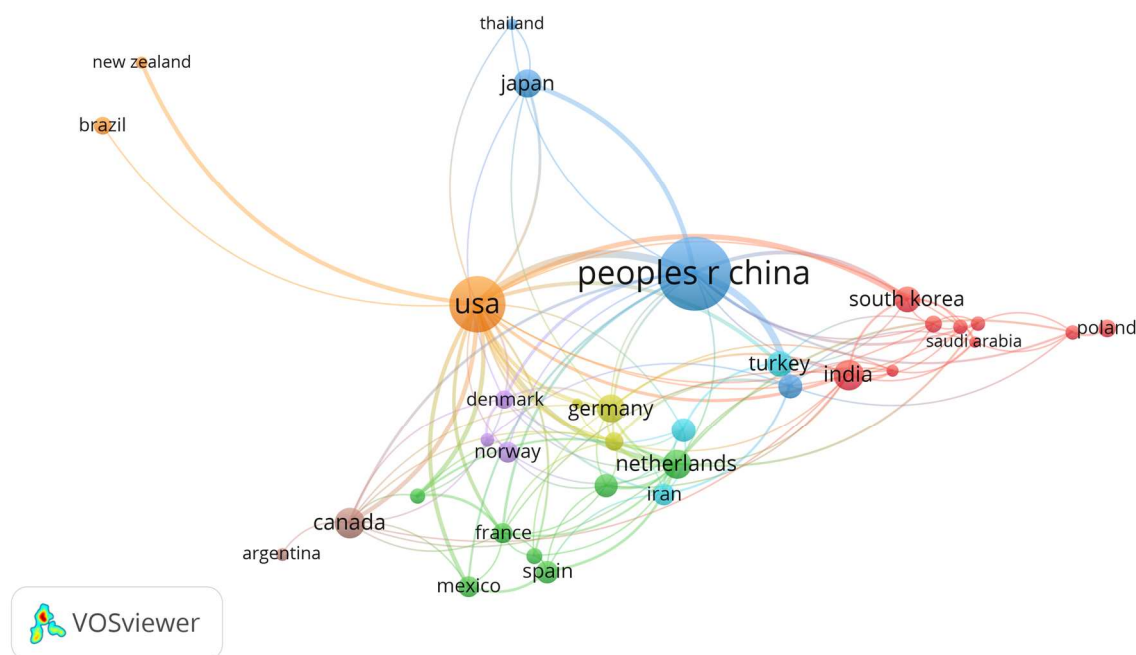 thailand
new zealand
japan
brazil
peoples r china
usa
south korea
poland
saudi arabia
turkey
india
denmark
germany
norway
netherlands
iran
canada
france
argentina
spain
mexico
VOSviewer